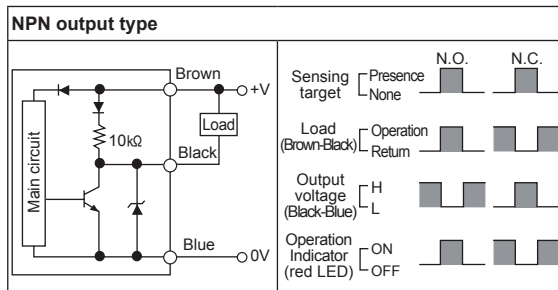 NPN output type
Main circuit
10kΩ
Brown
+V
Load
Black
Blue
0V
N.O.
N.C.
Sensing
target
Presence
None
Load
(Brown-Black)
Operation
Return
Output
voltage
(Black-Blue)
H
L
Operation
Indicator
(red LED)
ON
OFF